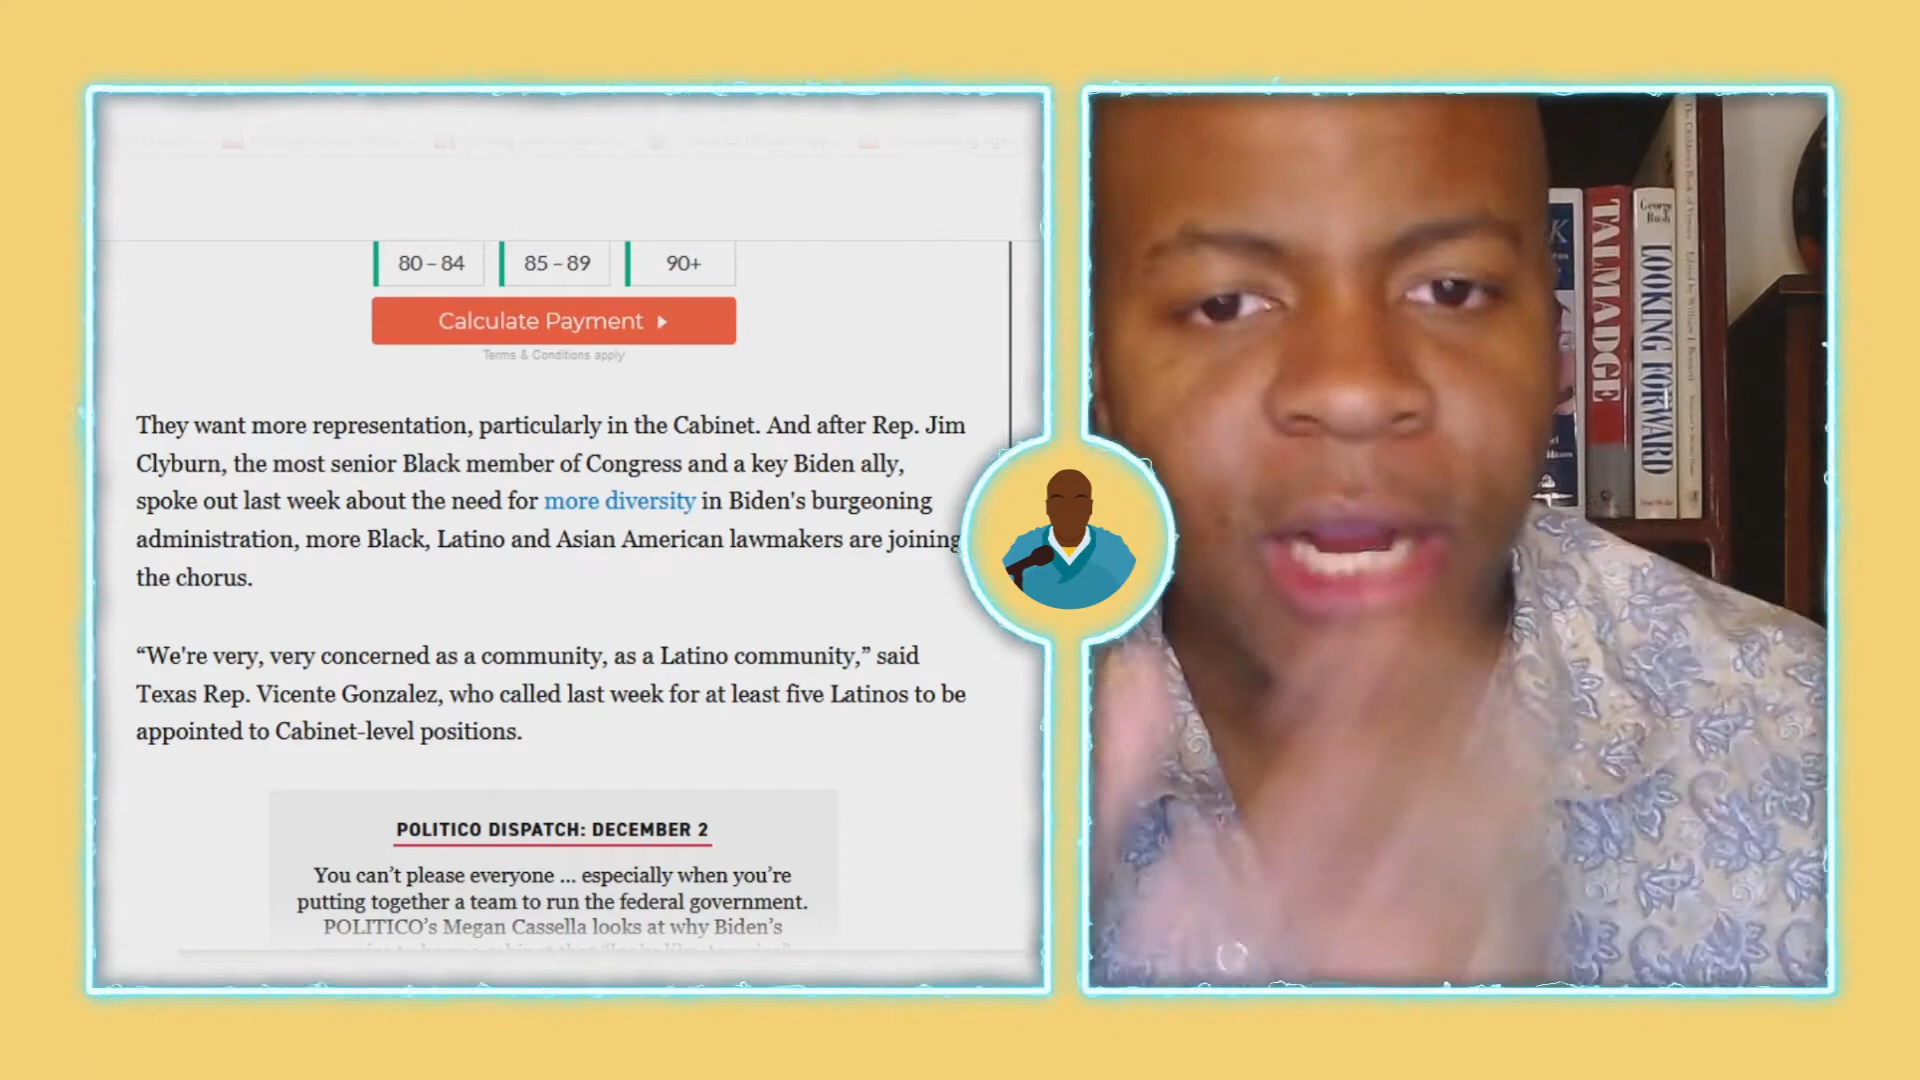 80 – 84
85 – 89
90+
Calculate Payment
Terms & Conditions apply
They want more representation, particularly in the Cabinet. And after Rep. Jim
Clyburn, the most senior Black member of Congress and a key Biden ally,
spoke out last week about the need for more diversity in Biden's burgeoning
administration, more Black, Latino and Asian American lawmakers are joining
the chorus.
“We're very, very concerned as a community, as a Latino community,” said
Texas Rep. Vicente Gonzalez, who called last week for at least five Latinos to be
appointed to Cabinet-level positions.
POLITICO DISPATCH: DECEMBER 2
You can’t please everyone ... especially when you’re
putting together a team to run the federal government.
POLITICO’s Megan Cassella looks at why Biden’s
TALMADGE
George
Bush
LOOKING FORWARD